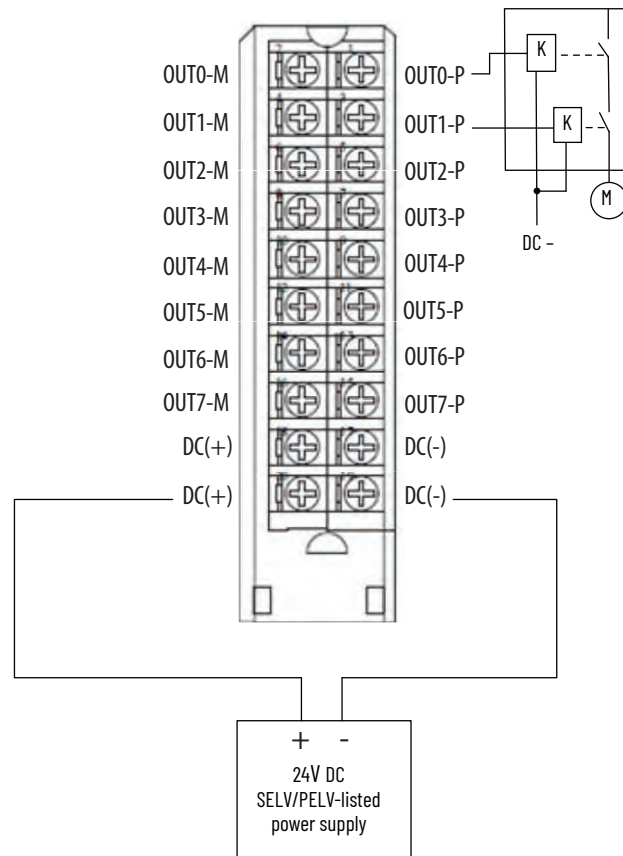 OUT0-M
OUT0-P
OUT1-M
OUT1-P
OUT2-M
OUT2-P
OUT3-M
OUT3-P
OUT4-M
OUT4-P
OUT5-M
OUT5-P
OUT6-M
OUT6-P
OUT7-M
OUT7-P
DC(+)
DC(-)
DC(+)
DC(-)
K
K
M
DC -
+ -
24V DC
SELV/PELV-listed
power supply